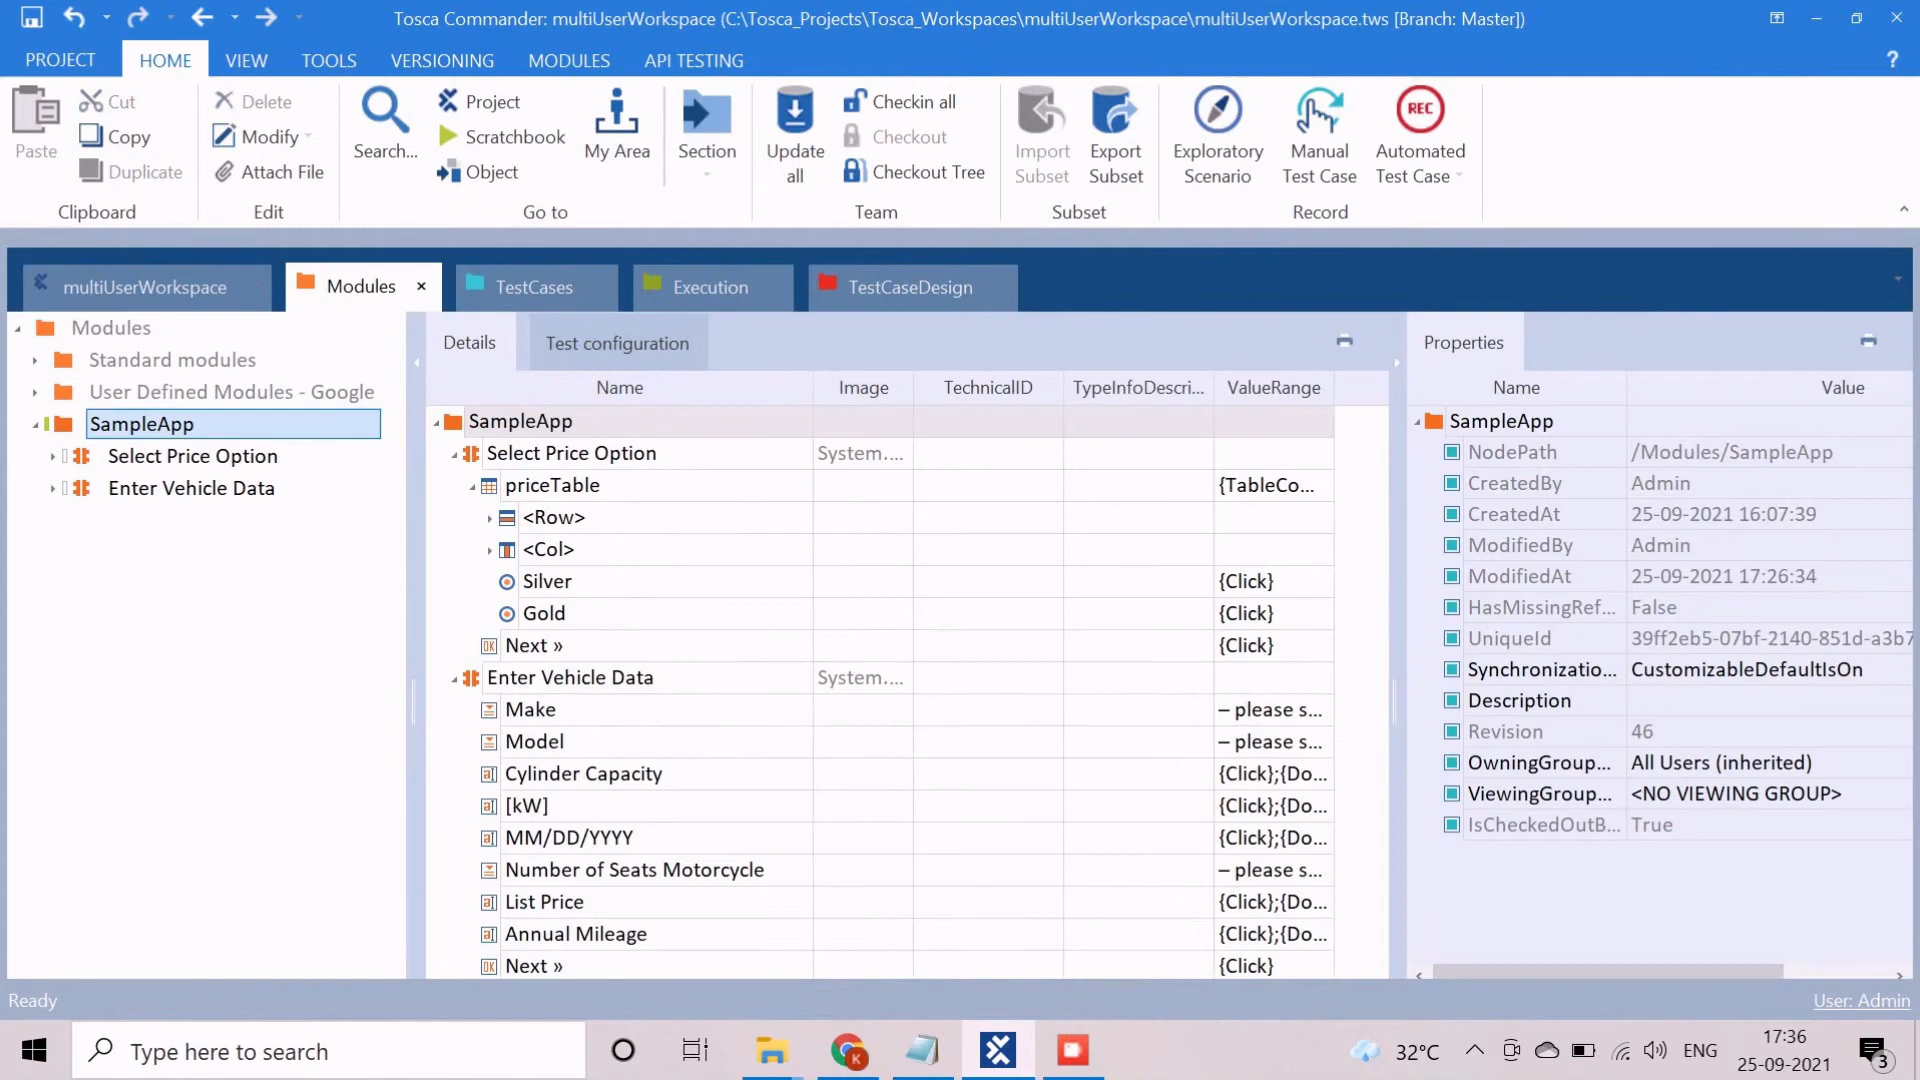 Tosca Commander: multiUserWorkspace (C:\Tosca_Projects\Tosca_Workspaces\multiUserWorkspace\multiUserWorkspace.tws [Branch: Master])
PROJECT HOME VIEW TOOLS VERSIONING MODULES API TESTING ?
Paste
Cut
Copy
Duplicate
Clipboard
Delete
Modify
Attach File
Edit
Search...
Project
Scratchbook
Object
My Area
Section
Go to
Update all
Checkin all
Checkout
Checkout Tree
Team
Import Subset
Export Subset
Subset
Exploratory Scenario
Manual Test Case
REC
Automated Test Case
Record
multiUserWorkspace Modules × TestCases Execution TestCaseDesign
Modules
Standard modules
User Defined Modules - Google
SampleApp
Select Price Option
Enter Vehicle Data
Details Test configuration
Name Image TechnicalID TypeInfoDescri... ValueRange
SampleApp
Select Price Option System....
priceTable {TableCo...
<Row>
<Col>
Silver {Click}
Gold {Click}
Next » {Click}
Enter Vehicle Data System....
Make – please s...
Model – please s...
Cylinder Capacity {Click};{Do...
[kW] {Click};{Do...
MM/DD/YYYY {Click};{Do...
Number of Seats Motorcycle – please s...
List Price {Click};{Do...
Annual Mileage {Click};{Do...
Next » {Click}
Properties
Name Value
SampleApp
NodePath /Modules/SampleApp
CreatedBy Admin
CreatedAt 25-09-2021 16:07:39
ModifiedBy Admin
ModifiedAt 25-09-2021 17:26:34
HasMissingRef... False
UniqueId 39ff2eb5-07bf-2140-851d-a3b7
Synchronizatio... CustomizableDefaultIsOn
Description
Revision 46
OwningGroup... All Users (inherited)
ViewingGroup... <NO VIEWING GROUP>
IsCheckedOutB... True
Ready User: Admin
Type here to search
K
32°C ENG
17:36
25-09-2021
3